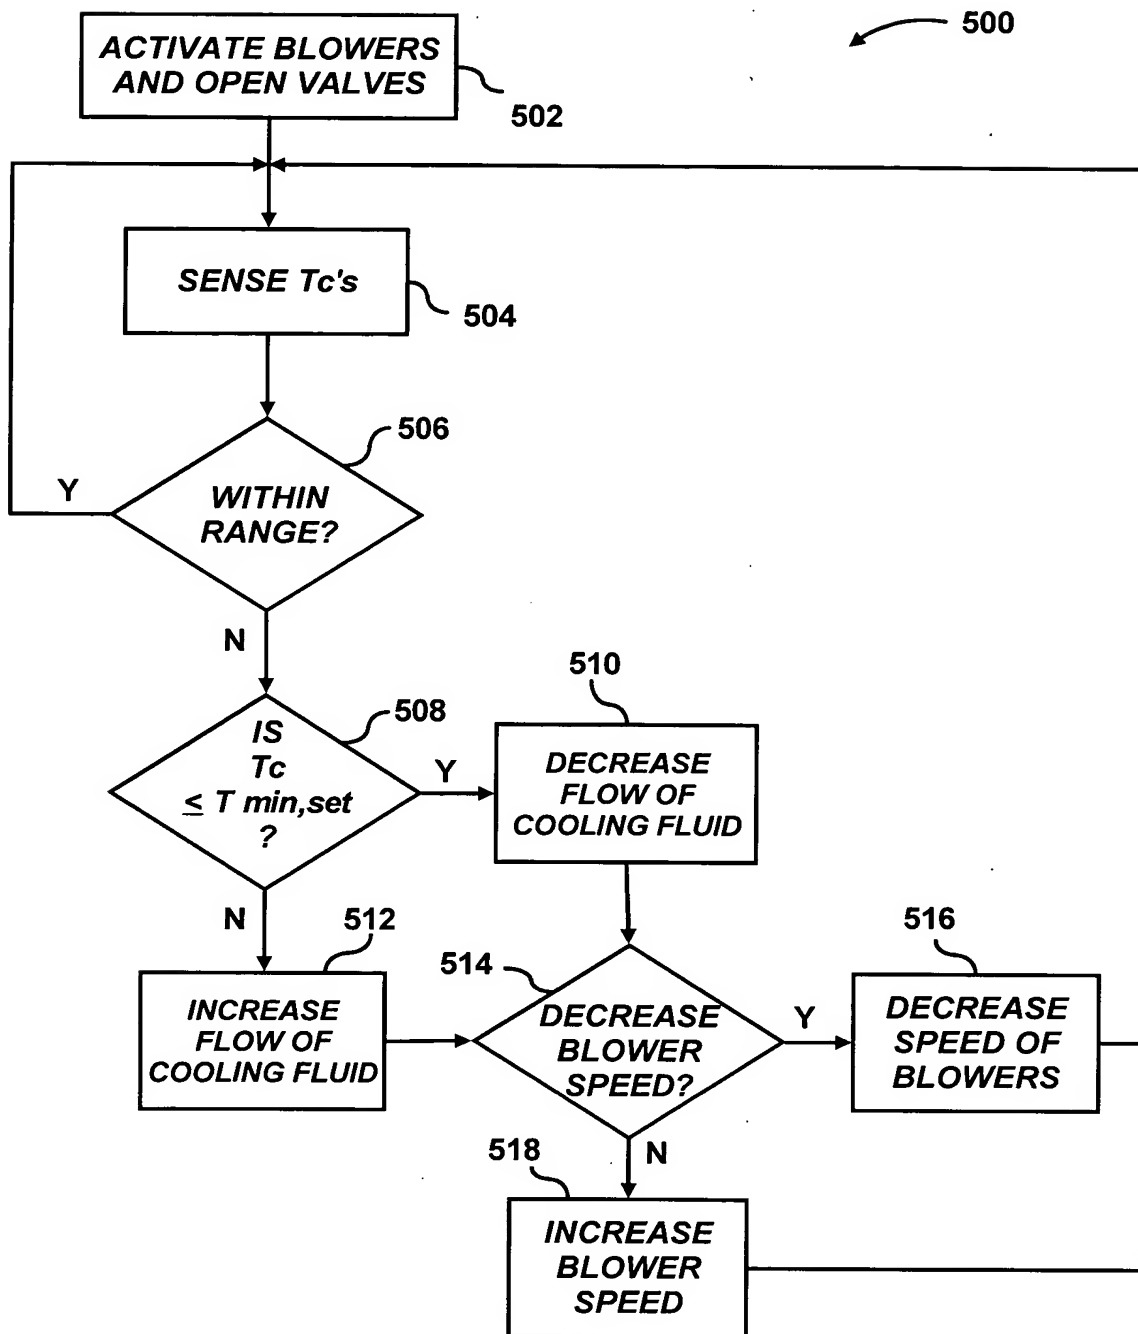 500
ACTIVATE BLOWERS
AND OPEN VALVES
502
SENSE Tc's
504
506
WITHIN
RANGE?
Y
N
508
IS
Tc
≤ T min,set
?
Y
N
510
DECREASE
FLOW OF
COOLING FLUID
512
INCREASE
FLOW OF
COOLING FLUID
514
DECREASE
BLOWER
SPEED?
Y
N
516
DECREASE
SPEED OF
BLOWERS
518
INCREASE
BLOWER
SPEED